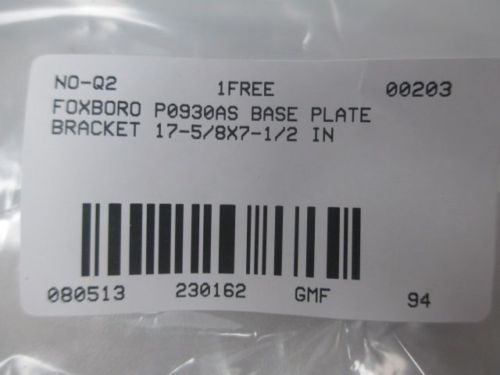 NO-Q2 1FREE 00203
FOXBORO P0930AS BASE PLATE
BRACKET 17-5/8X7-1/2 IN
080513 230162 GMF 94